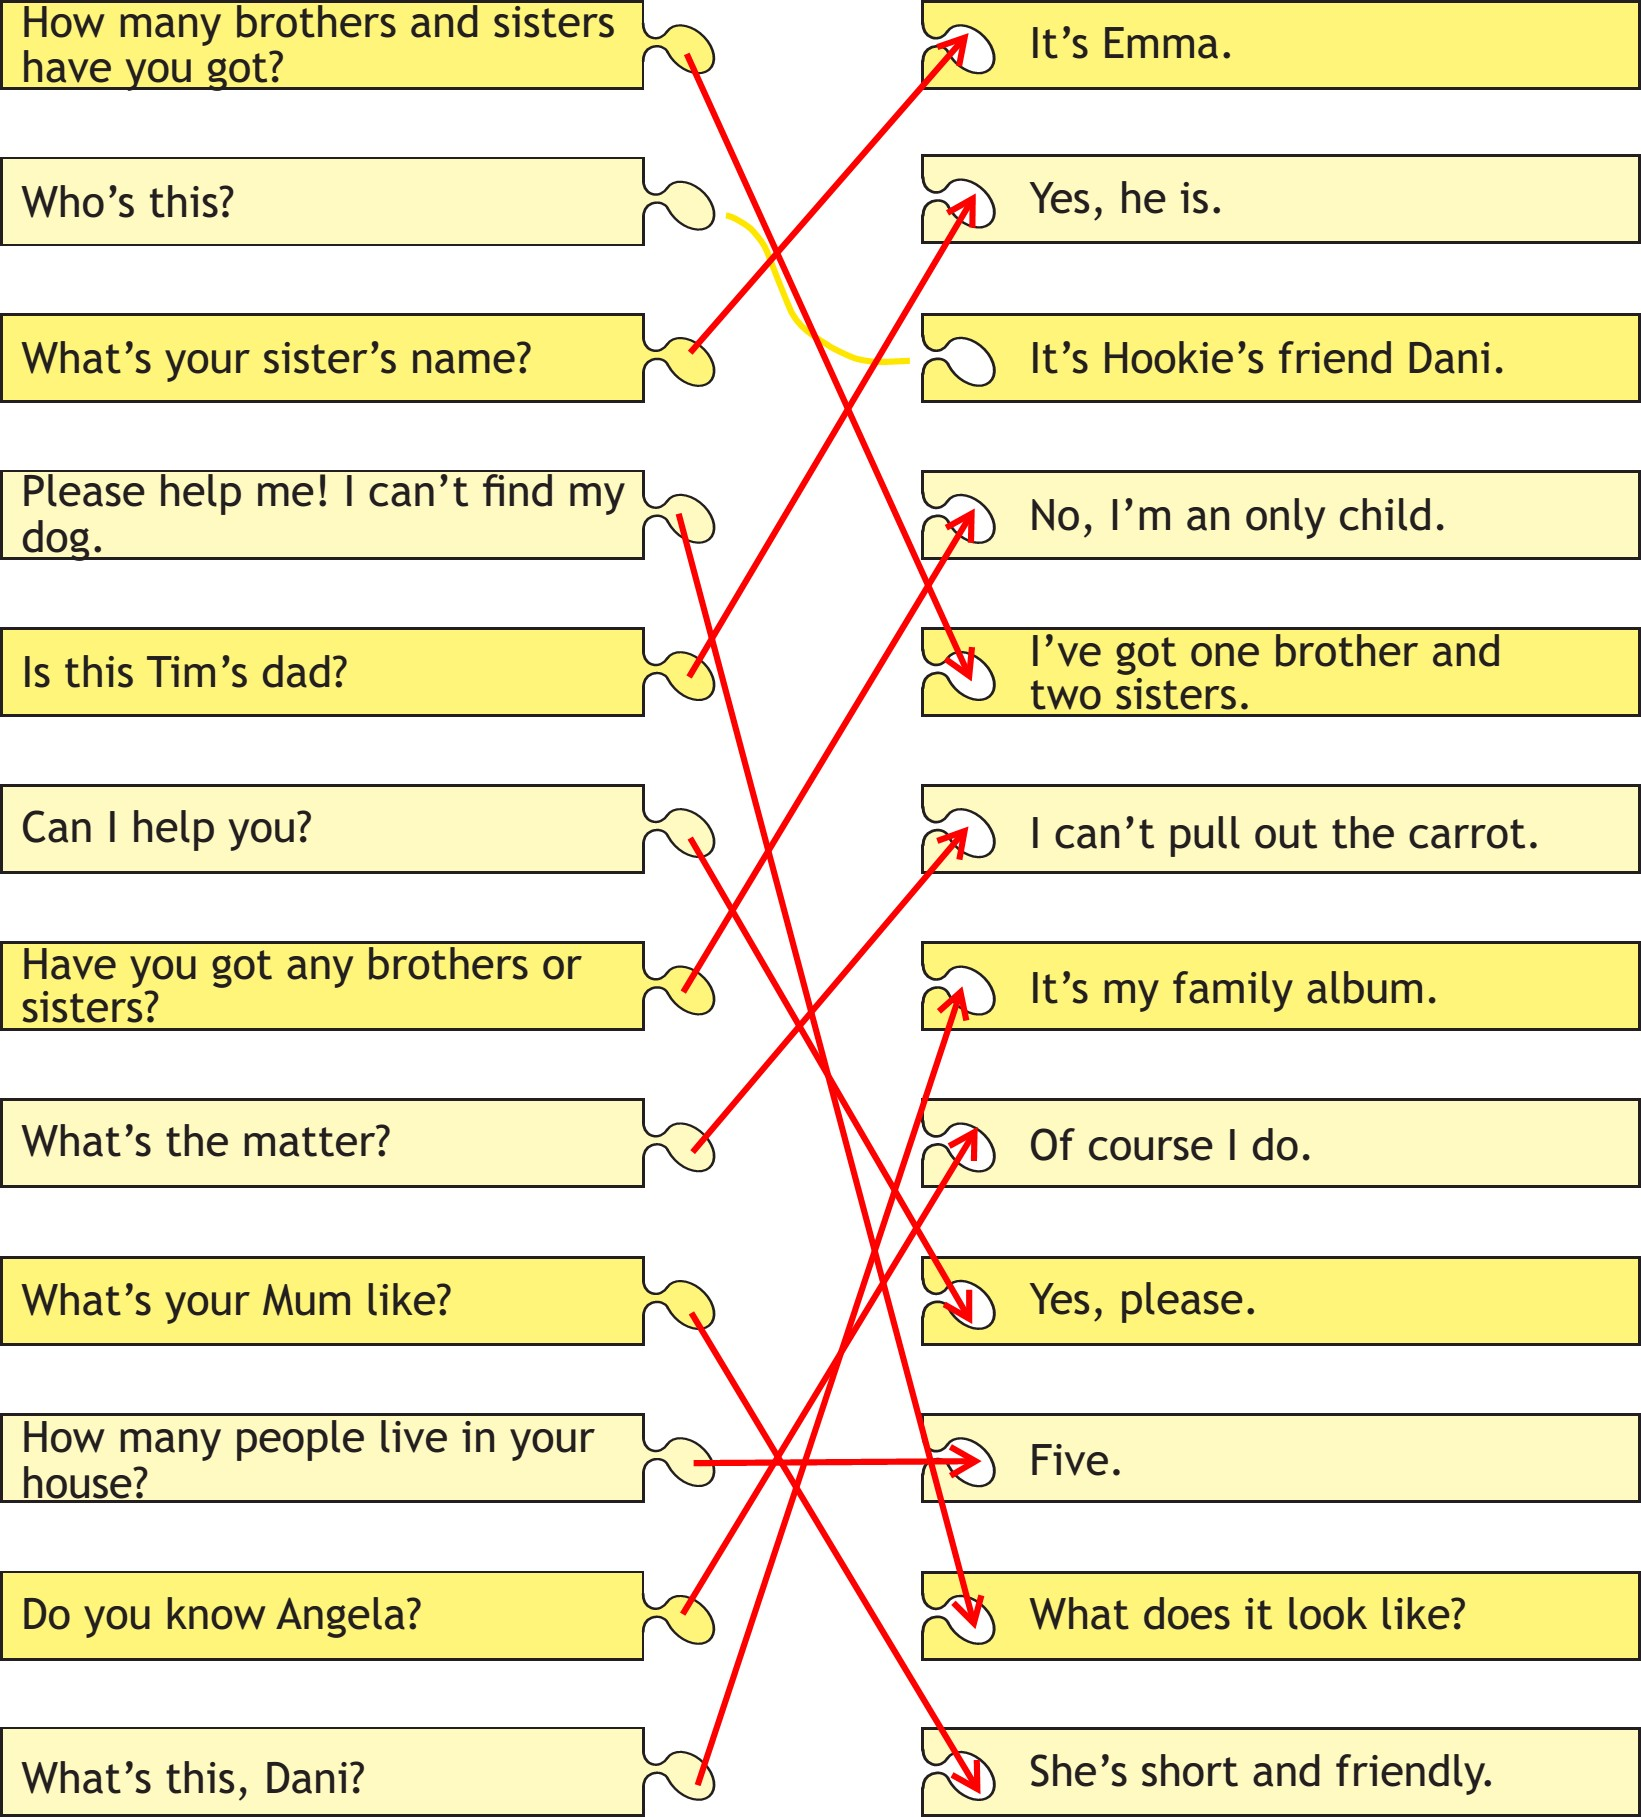 How many brothers and sisters
have you got?
It’s Emma.
Who’s this?
Yes, he is.
What’s your sister’s name?
It’s Hookie’s friend Dani.
Please help me! I can’t find my
dog.
No, I’m an only child.
Is this Tim’s dad?
I’ve got one brother and
two sisters.
Can I help you?
I can’t pull out the carrot.
Have you got any brothers or
sisters?
It’s my family album.
What’s the matter?
Of course I do.
What’s your Mum like?
Yes, please.
How many people live in your
house?
Five.
Do you know Angela?
What does it look like?
What’s this, Dani?
She’s short and friendly.